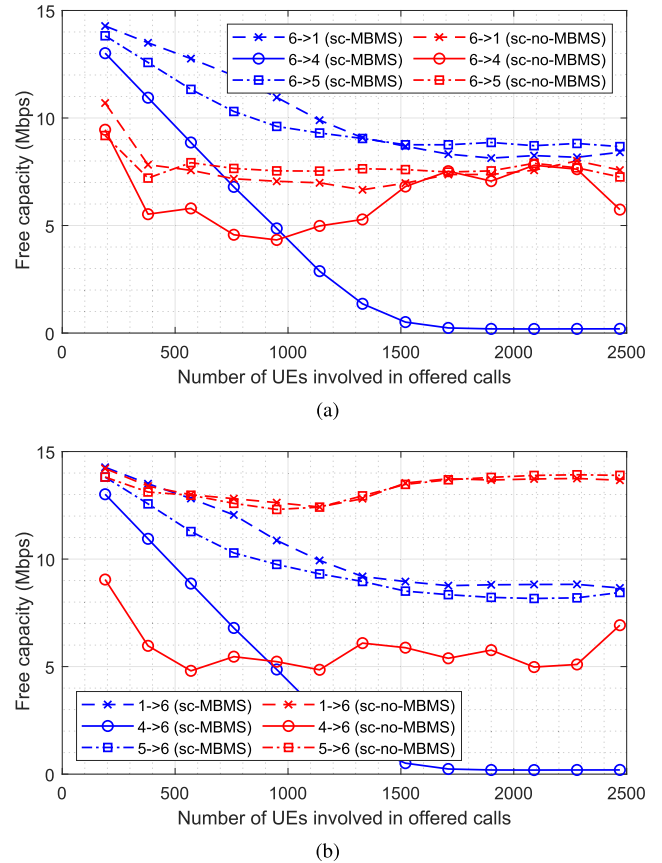 15
10
5
0
Free capacity (Mbps)
6->1 (sc-MBMS) 6->1 (sc-no-MBMS)
6->4 (sc-MBMS) 6->4 (sc-no-MBMS)
6->5 (sc-MBMS) 6->5 (sc-no-MBMS)
0 500 1000 1500 2000 2500
Number of UEs involved in offered calls
(a)
15
10
5
0
Free capacity (Mbps)
1->6 (sc-MBMS) 1->6 (sc-no-MBMS)
4->6 (sc-MBMS) 4->6 (sc-no-MBMS)
5->6 (sc-MBMS) 5->6 (sc-no-MBMS)
0 500 1000 1500 2000 2500
Number of UEs involved in offered calls
(b)